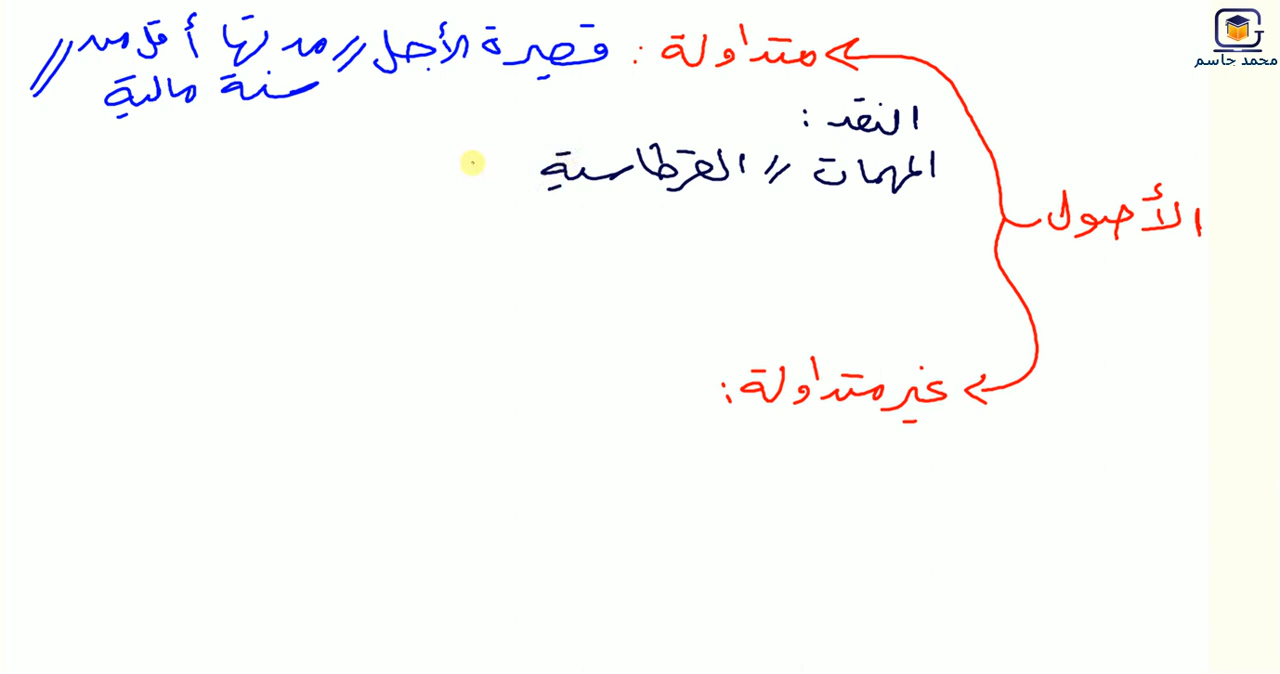 محمد جاسم
متداولة : قصيرة الأجل // مدتها أقل من //
سنة مالية
النقد :
المهمات // القرطاسية
الأصول
غير متداولة :